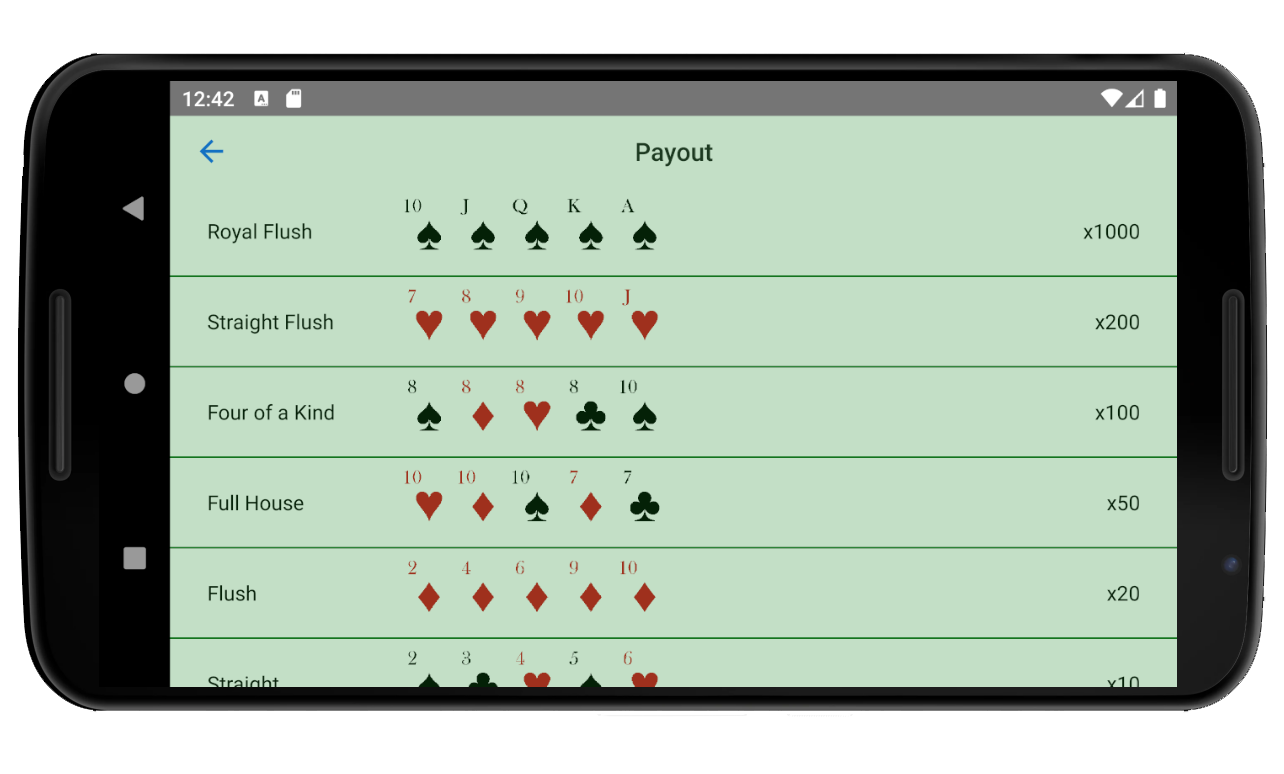 12:42
Payout
Royal Flush 10 J Q K A x1000
Straight Flush 7 8 9 10 J x200
Four of a Kind 8 8 8 8 10 x100
Full House 10 10 10 7 7 x50
Flush 2 4 6 9 10 x20
Straight 2 3 4 5 6 x10